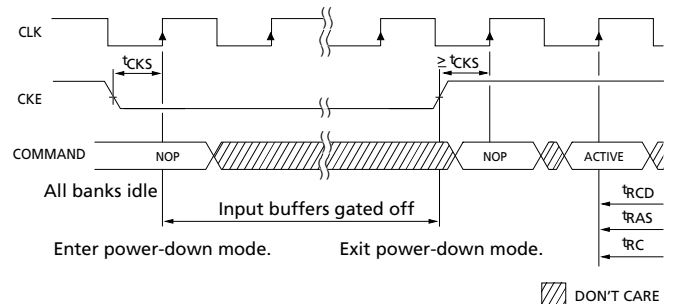 CLK
tCKS
≥ tCKS
CKE
COMMAND
NOP
NOP
ACTIVE
All banks idle
Input buffers gated off
tRCD
tRAS
tRC
Enter power-down mode.
Exit power-down mode.
DON'T CARE